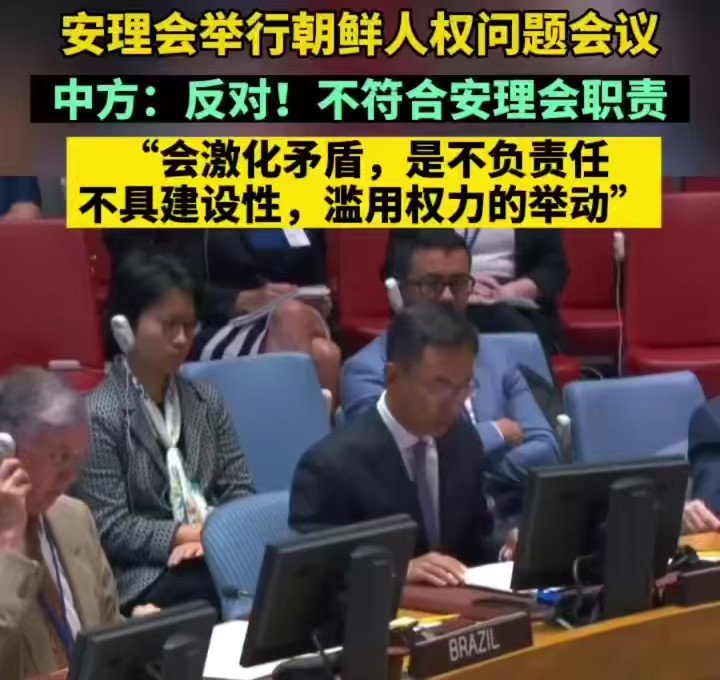 安理会举行朝鲜人权问题会议
中方：反对！不符合安理会职责
“会激化矛盾，是不负责任
不具建设性，滥用权力的举动”
BRAZIL